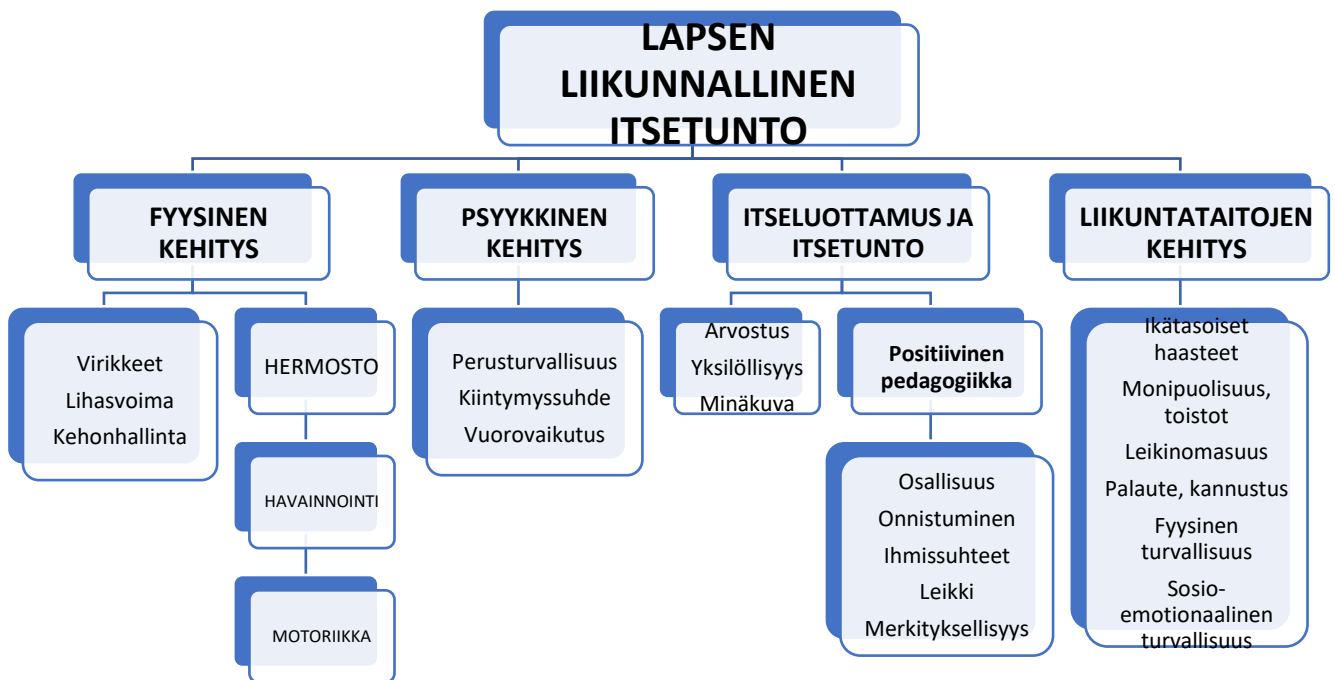 LAPSEN
LIIKUNNALLINEN
ITSETUNTO
FYYSINEN
KEHITYS
PSYYKKINEN
KEHITYS
ITSELUOTTAMUS JA
ITSETUNTO
LIIKUNTATAITOJEN
KEHITYS
Virikkeet
Lihasvoima
Kehonhallinta
HERMOSTO
HAVAINNOINTI
MOTORIIKKA
Perusturvallisuus
Kiintymyssuhde
Vuorovaikutus
Arvostus
Yksilöllisyys
Minäkuva
Positiivinen
pedagogiikka
Osallisuus
Onnistuminen
Ihmissuhteet
Leikki
Merkityksellisyys
Ikätasoiset
haasteet
Monipuolisuus,
toistot
Leikinomasuus
Palaute, kannustus
Fyysinen
turvallisuus
Sosio-
emotionaalinen
turvallisuus